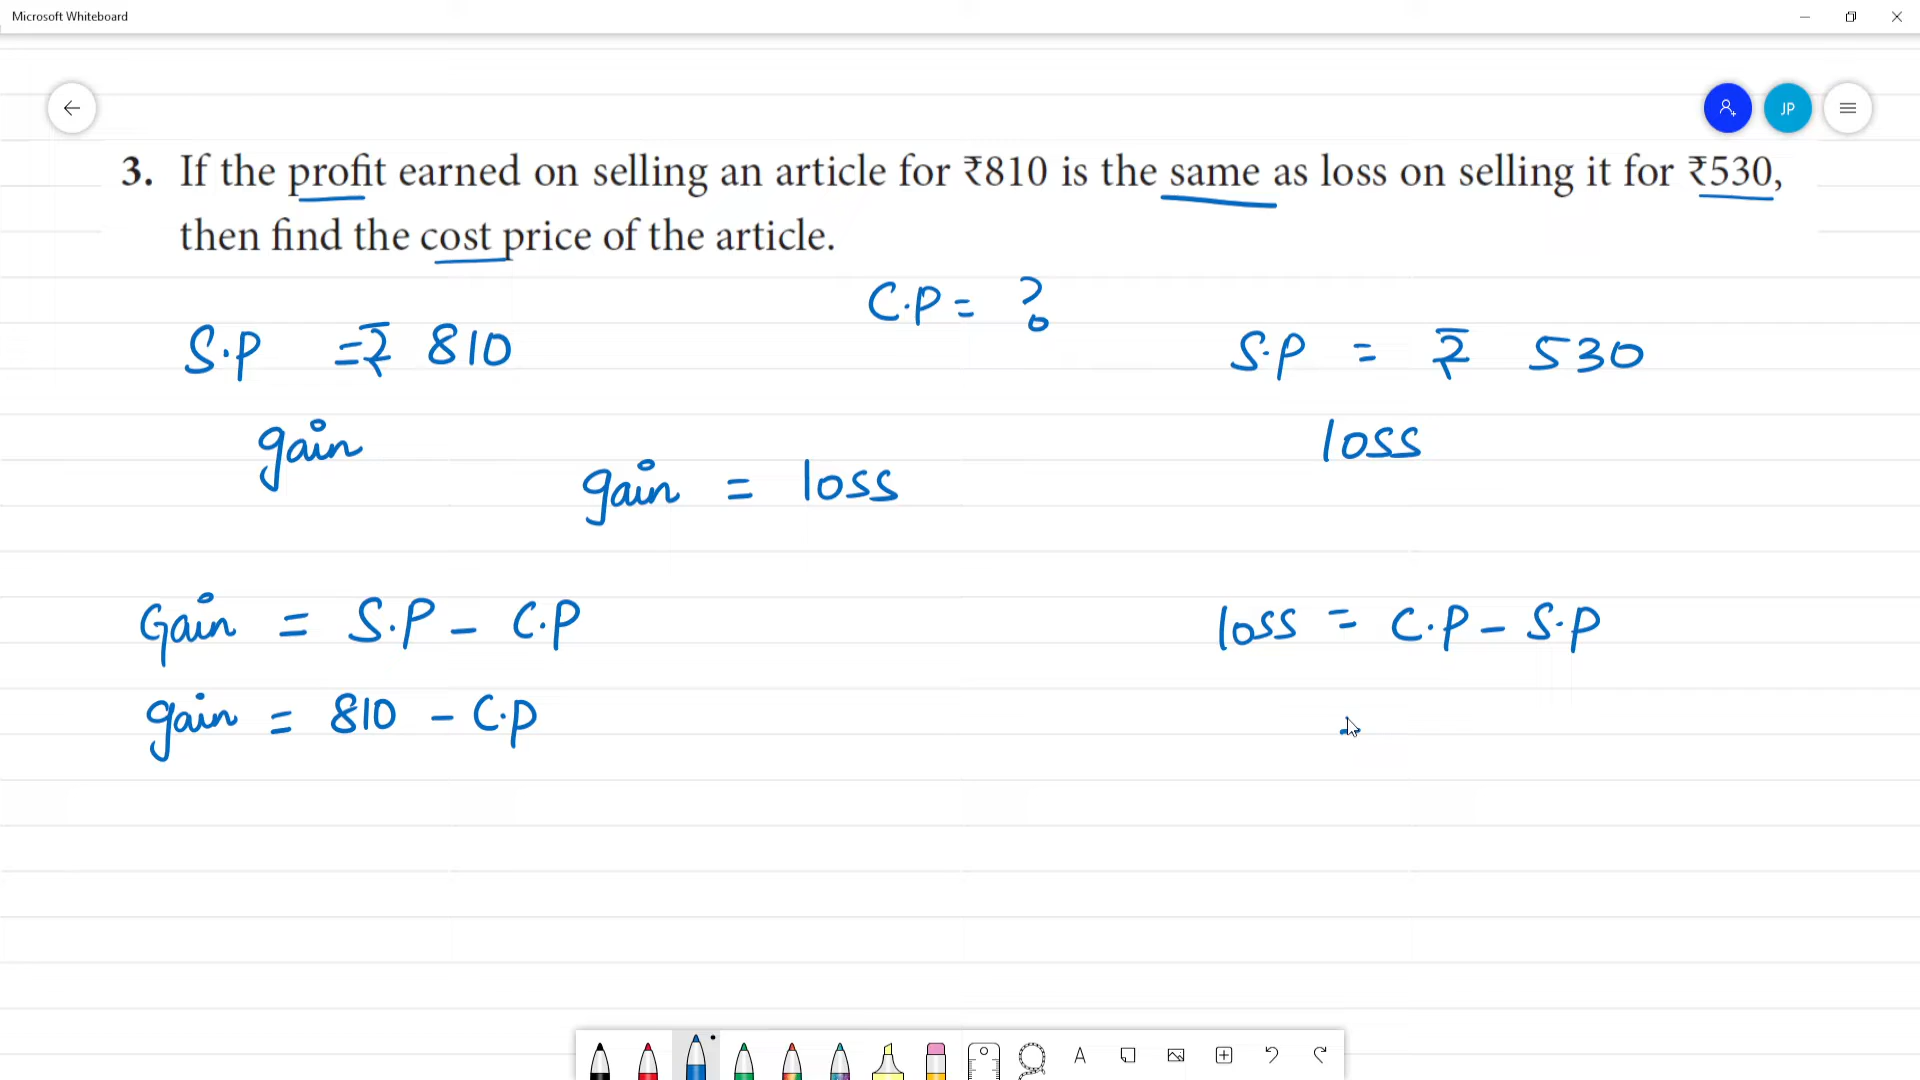 Microsoft Whiteboard
JP
3. If the profit earned on selling an article for ₹810 is the same as loss on selling it for ₹530,
then find the cost price of the article.
C.P = ?
S.P = ₹ 810
S.P = ₹ 530
gain
loss
gain = loss
Gain = S.P - C.P
loss = C.P - S.P
gain = 810 - C.P
A